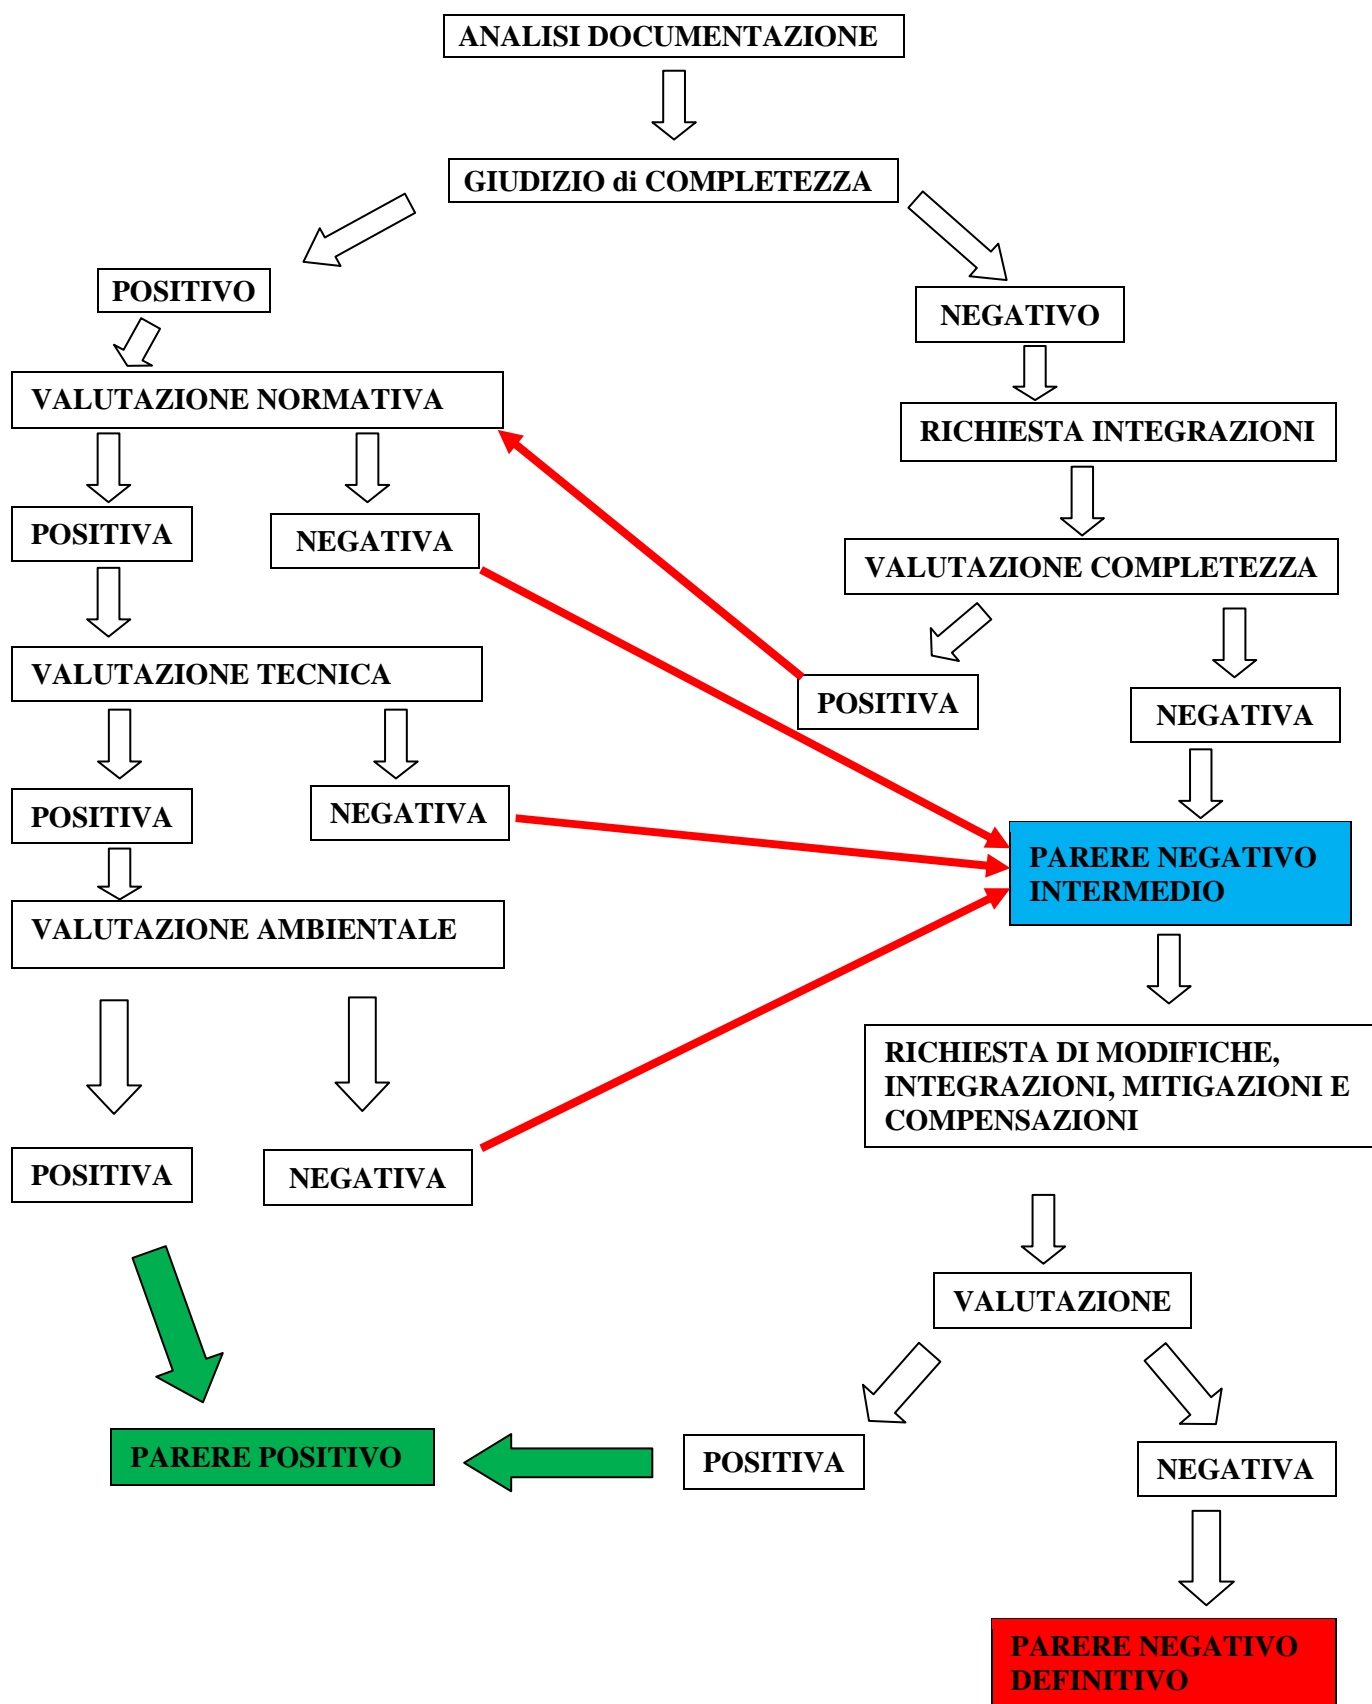 ANALISI DOCUMENTAZIONE
GIUDIZIO di COMPLETEZZA
POSITIVO
NEGATIVO
VALUTAZIONE NORMATIVA
RICHIESTA INTEGRAZIONI
POSITIVA
NEGATIVA
VALUTAZIONE COMPLETEZZA
VALUTAZIONE TECNICA
POSITIVA
NEGATIVA
POSITIVA
NEGATIVA
PARERE NEGATIVO
INTERMEDIO
VALUTAZIONE AMBIENTALE
RICHIESTA DI MODIFICHE,
INTEGRAZIONI, MITIGAZIONI E
COMPENSAZIONI
POSITIVA
NEGATIVA
VALUTAZIONE
PARERE POSITIVO
POSITIVA
NEGATIVA
PARERE NEGATIVO
DEFINITIVO